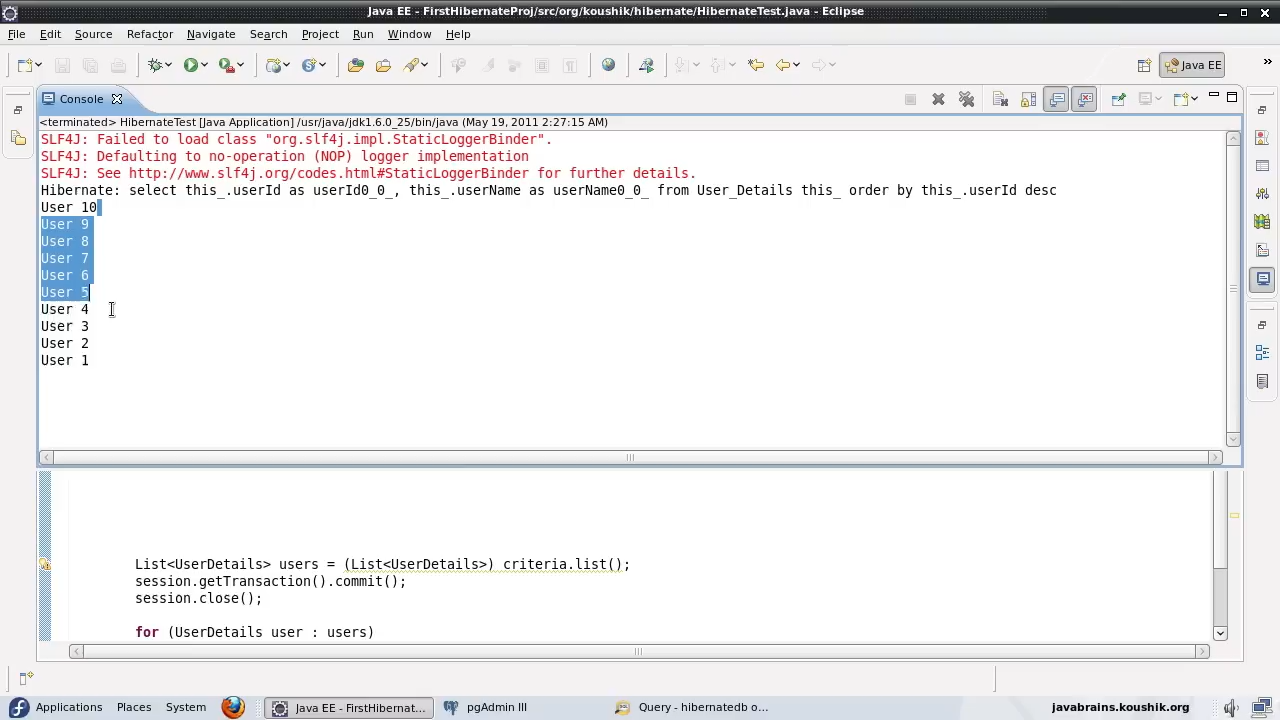 Java EE - FirstHibernateProj/src/org/koushik/hibernate/HibernateTest.java - Eclipse
File Edit Source Refactor Navigate Search Project Run Window Help
Java EE
Console
<terminated> HibernateTest [Java Application] /usr/java/jdk1.6.0_25/bin/java (May 19, 2011 2:27:15 AM)
SLF4J: Failed to load class "org.slf4j.impl.StaticLoggerBinder".
SLF4J: Defaulting to no-operation (NOP) logger implementation
SLF4J: See http://www.slf4j.org/codes.html#StaticLoggerBinder for further details.
Hibernate: select this_.userId as userId0_0_, this_.userName as userName0_0_ from User_Details this_ order by this_.userId desc
User 10
User 9
User 8
User 7
User 6
User 5
User 4
User 3
User 2
User 1
List<UserDetails> users = (List<UserDetails>) criteria.list();
session.getTransaction().commit();
session.close();
for (UserDetails user : users)
Applications Places System Java EE - FirstHibernat... pgAdmin III Query - hibernatedb o... javabrains.koushik.org